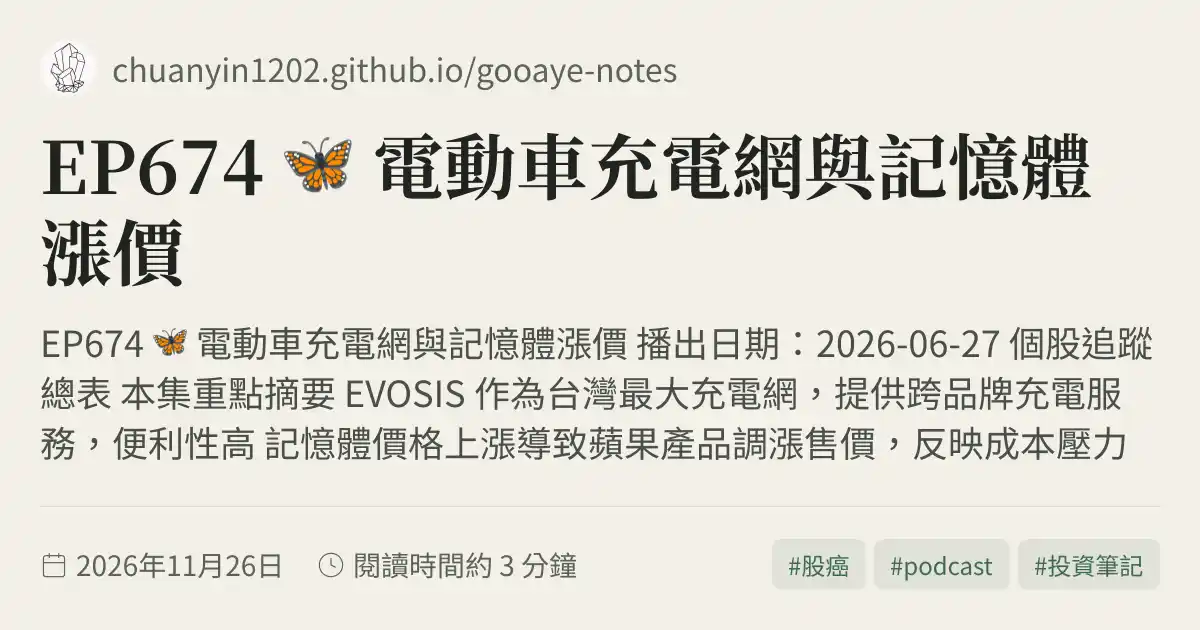 chuanyin1202.github.io/gooaye-notes
EP674 🦋 電動車充電網與記憶體
漲價
EP674 🦋 電動車充電網與記憶體漲價 播出日期：2026-06-27 個股追蹤
總表 本集重點摘要 EVOSIS 作為台灣最大充電網，提供跨品牌充電服
務，便利性高 記憶體價格上漲導致蘋果產品調漲售價，反映成本壓力
2026年11月26日 閱讀時間約 3 分鐘 #股癌 #podcast #投資筆記